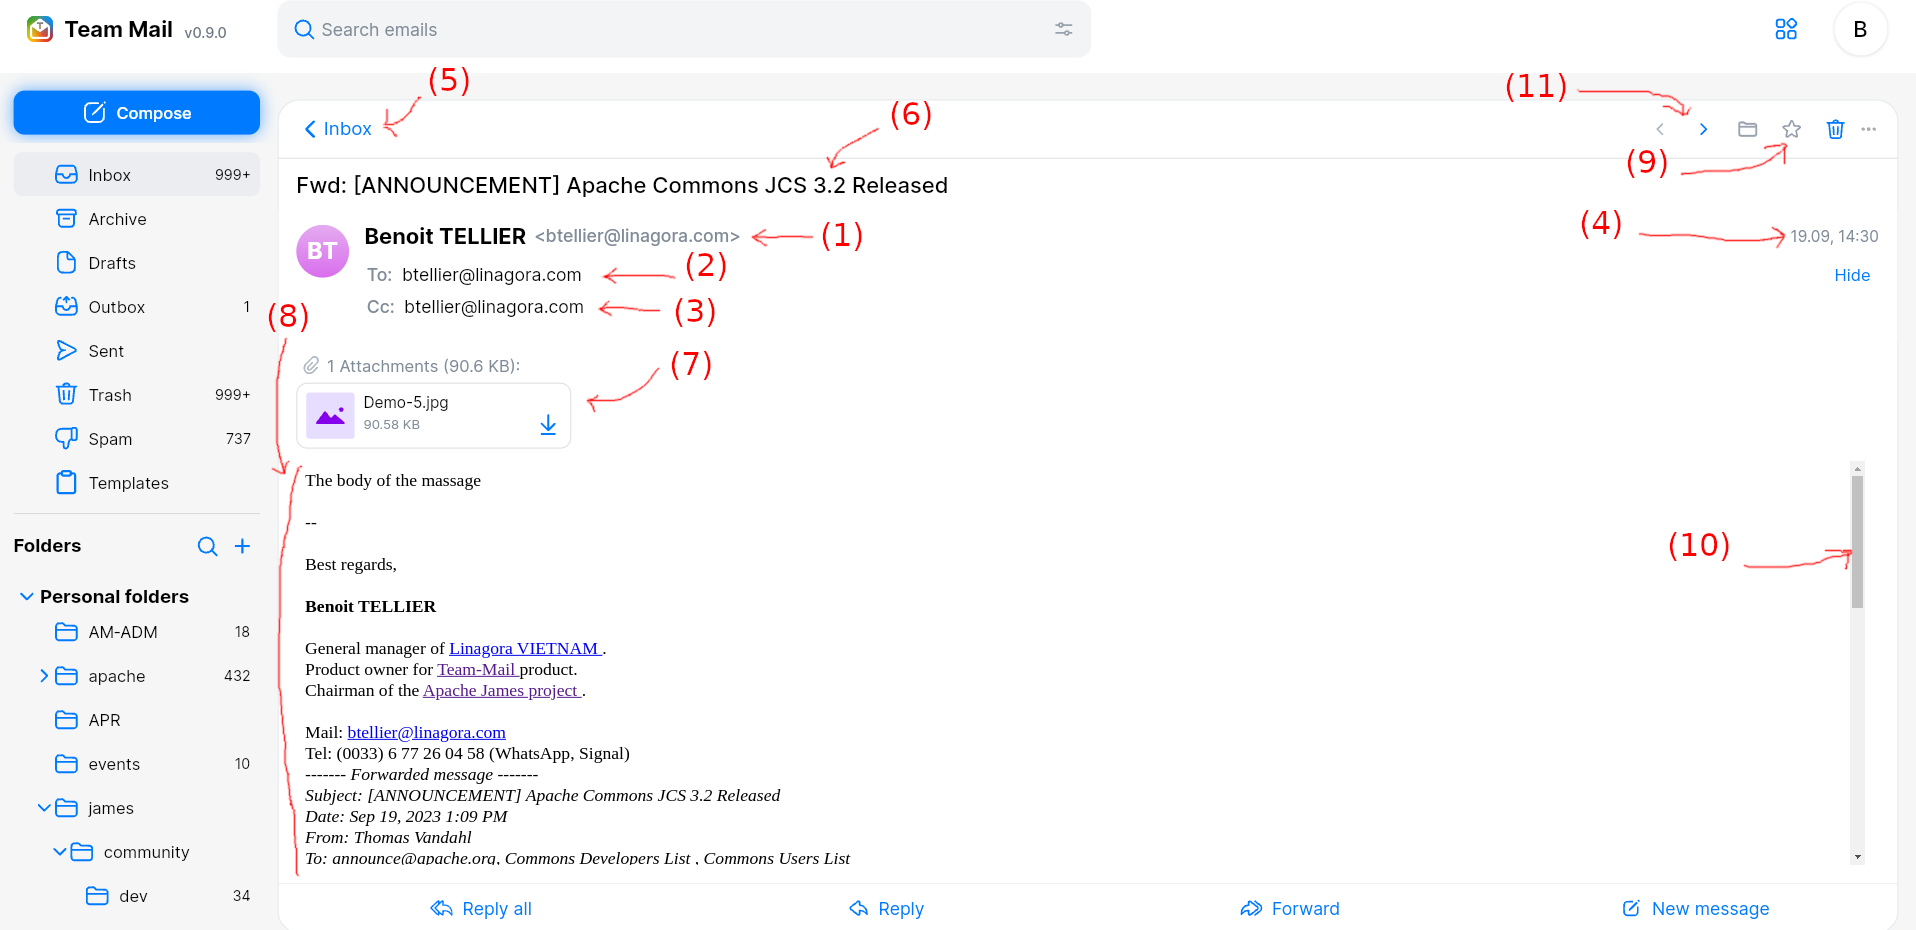 Team Mail v0.9.0
Search emails
B
(5)
(11)
(6)
Compose
Inbox
(9)
Inbox 999+
Fwd: [ANNOUNCEMENT] Apache Commons JCS 3.2 Released
Archive
BT
Benoit TELLIER <btellier@linagora.com> (1)
(4) 19.09, 14:30
Drafts
To: btellier@linagora.com (2)
Hide
Outbox 1
Cc: btellier@linagora.com (3)
(8)
Sent
1 Attachments (90.6 KB): (7)
Trash 999+
Demo-5.jpg
90.58 KB
Spam 737
Templates
The body of the massage
--
Folders
(10)
Best regards,
Personal folders
Benoit TELLIER
AM-ADM 18
General manager of Linagora VIETNAM .
Product owner for Team-Mail product.
apache 432
Chairman of the Apache James project .
APR
Mail: btellier@linagora.com
Tel: (0033) 6 77 26 04 58 (WhatsApp, Signal)
events 10
------- Forwarded message -------
Subject: [ANNOUNCEMENT] Apache Commons JCS 3.2 Released
james
Date: Sep 19, 2023 1:09 PM
From: Thomas Vandahl
community
To: announce@apache.org, Commons Developers List , Commons Users List
dev 34
Reply all
Reply
Forward
New message